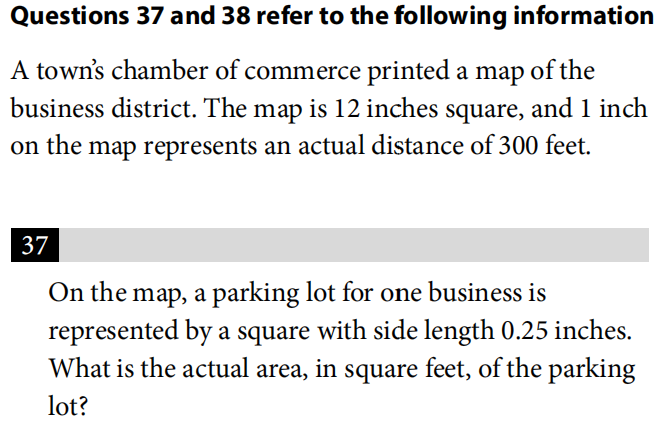 Questions 37 and 38 refer to the following information
A town’s chamber of commerce printed a map of the
business district. The map is 12 inches square, and 1 inch
on the map represents an actual distance of 300 feet.
37
On the map, a parking lot for one business is
represented by a square with side length 0.25 inches.
What is the actual area, in square feet, of the parking
lot?